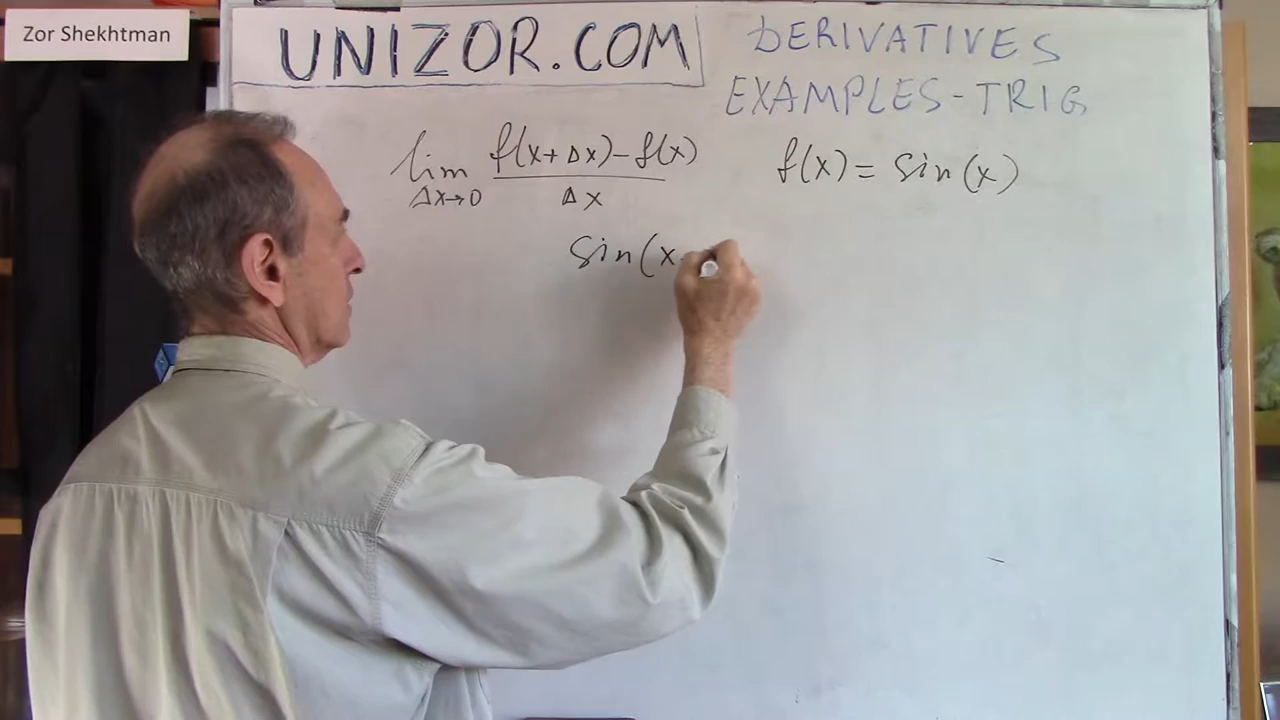 Zor Shekhtman
UNIZOR.COM
DERIVATIVES
EXAMPLES-TRIG
lim f(x+Δx)-f(x)
Δx→0 Δx
f(x)= sin(x)
sin(x